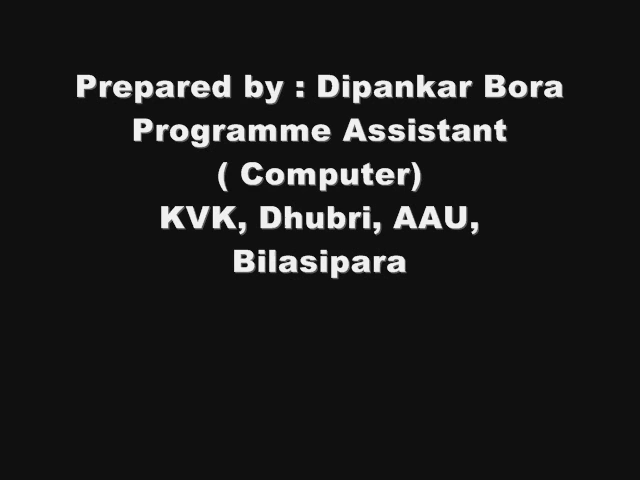 Prepared by : Dipankar Bora
Programme Assistant
( Computer)
KVK, Dhubri, AAU,
Bilasipara